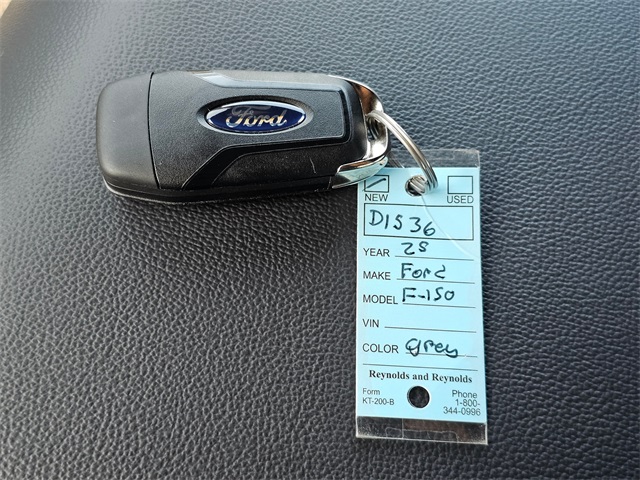 Ford
NEW USED
D1536
YEAR 25
MAKE Ford
MODEL F-150
VIN
COLOR grey
Reynolds and Reynolds
Form Phone
KT-200-B 1-800-
344-0996